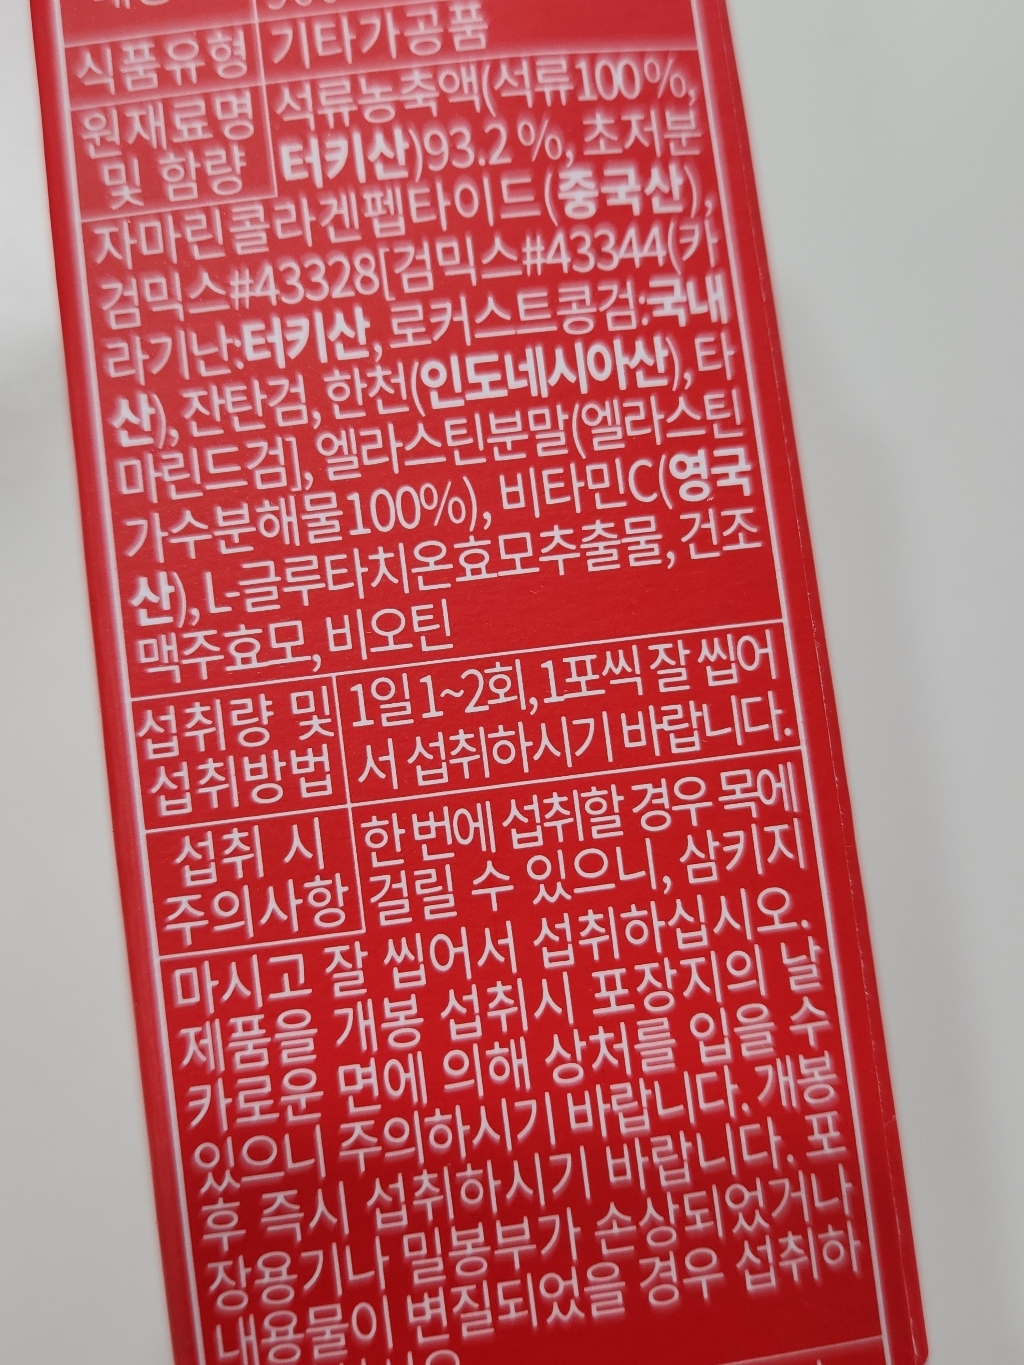 식품유형 기타가공품
원재료명 석류농축액(석류100%,
및 함량 터키산)93.2%, 초저분
자마린콜라겐펩타이드(중국산),
검믹스#43328[검믹스#43344(카
라기난:터키산, 로커스트콩검:국내
산), 잔탄검, 한천(인도네시아산), 타
마린드검], 엘라스틴분말(엘라스틴
가수분해물100%), 비타민C(영국
산), L-글루타치온효모추출물, 건조
맥주효모, 비오틴
섭취량 및 1일 1~2회, 1포씩 잘 씹어
섭취방법 서 섭취하시기 바랍니다.
섭취 시 한 번에 섭취할 경우 목에
주의사항 걸릴 수 있으니, 삼키지
마시고 잘 씹어서 섭취하십시오.
제품을 개봉 섭취시 포장지의 날
카로운 면에 의해 상처를 입을 수
있으니 주의하시기 바랍니다. 개봉
후 즉시 섭취하시기 바랍니다. 포
장용기나 밀봉부가 손상되었거나
내용물이 변질되었을 경우 섭취하